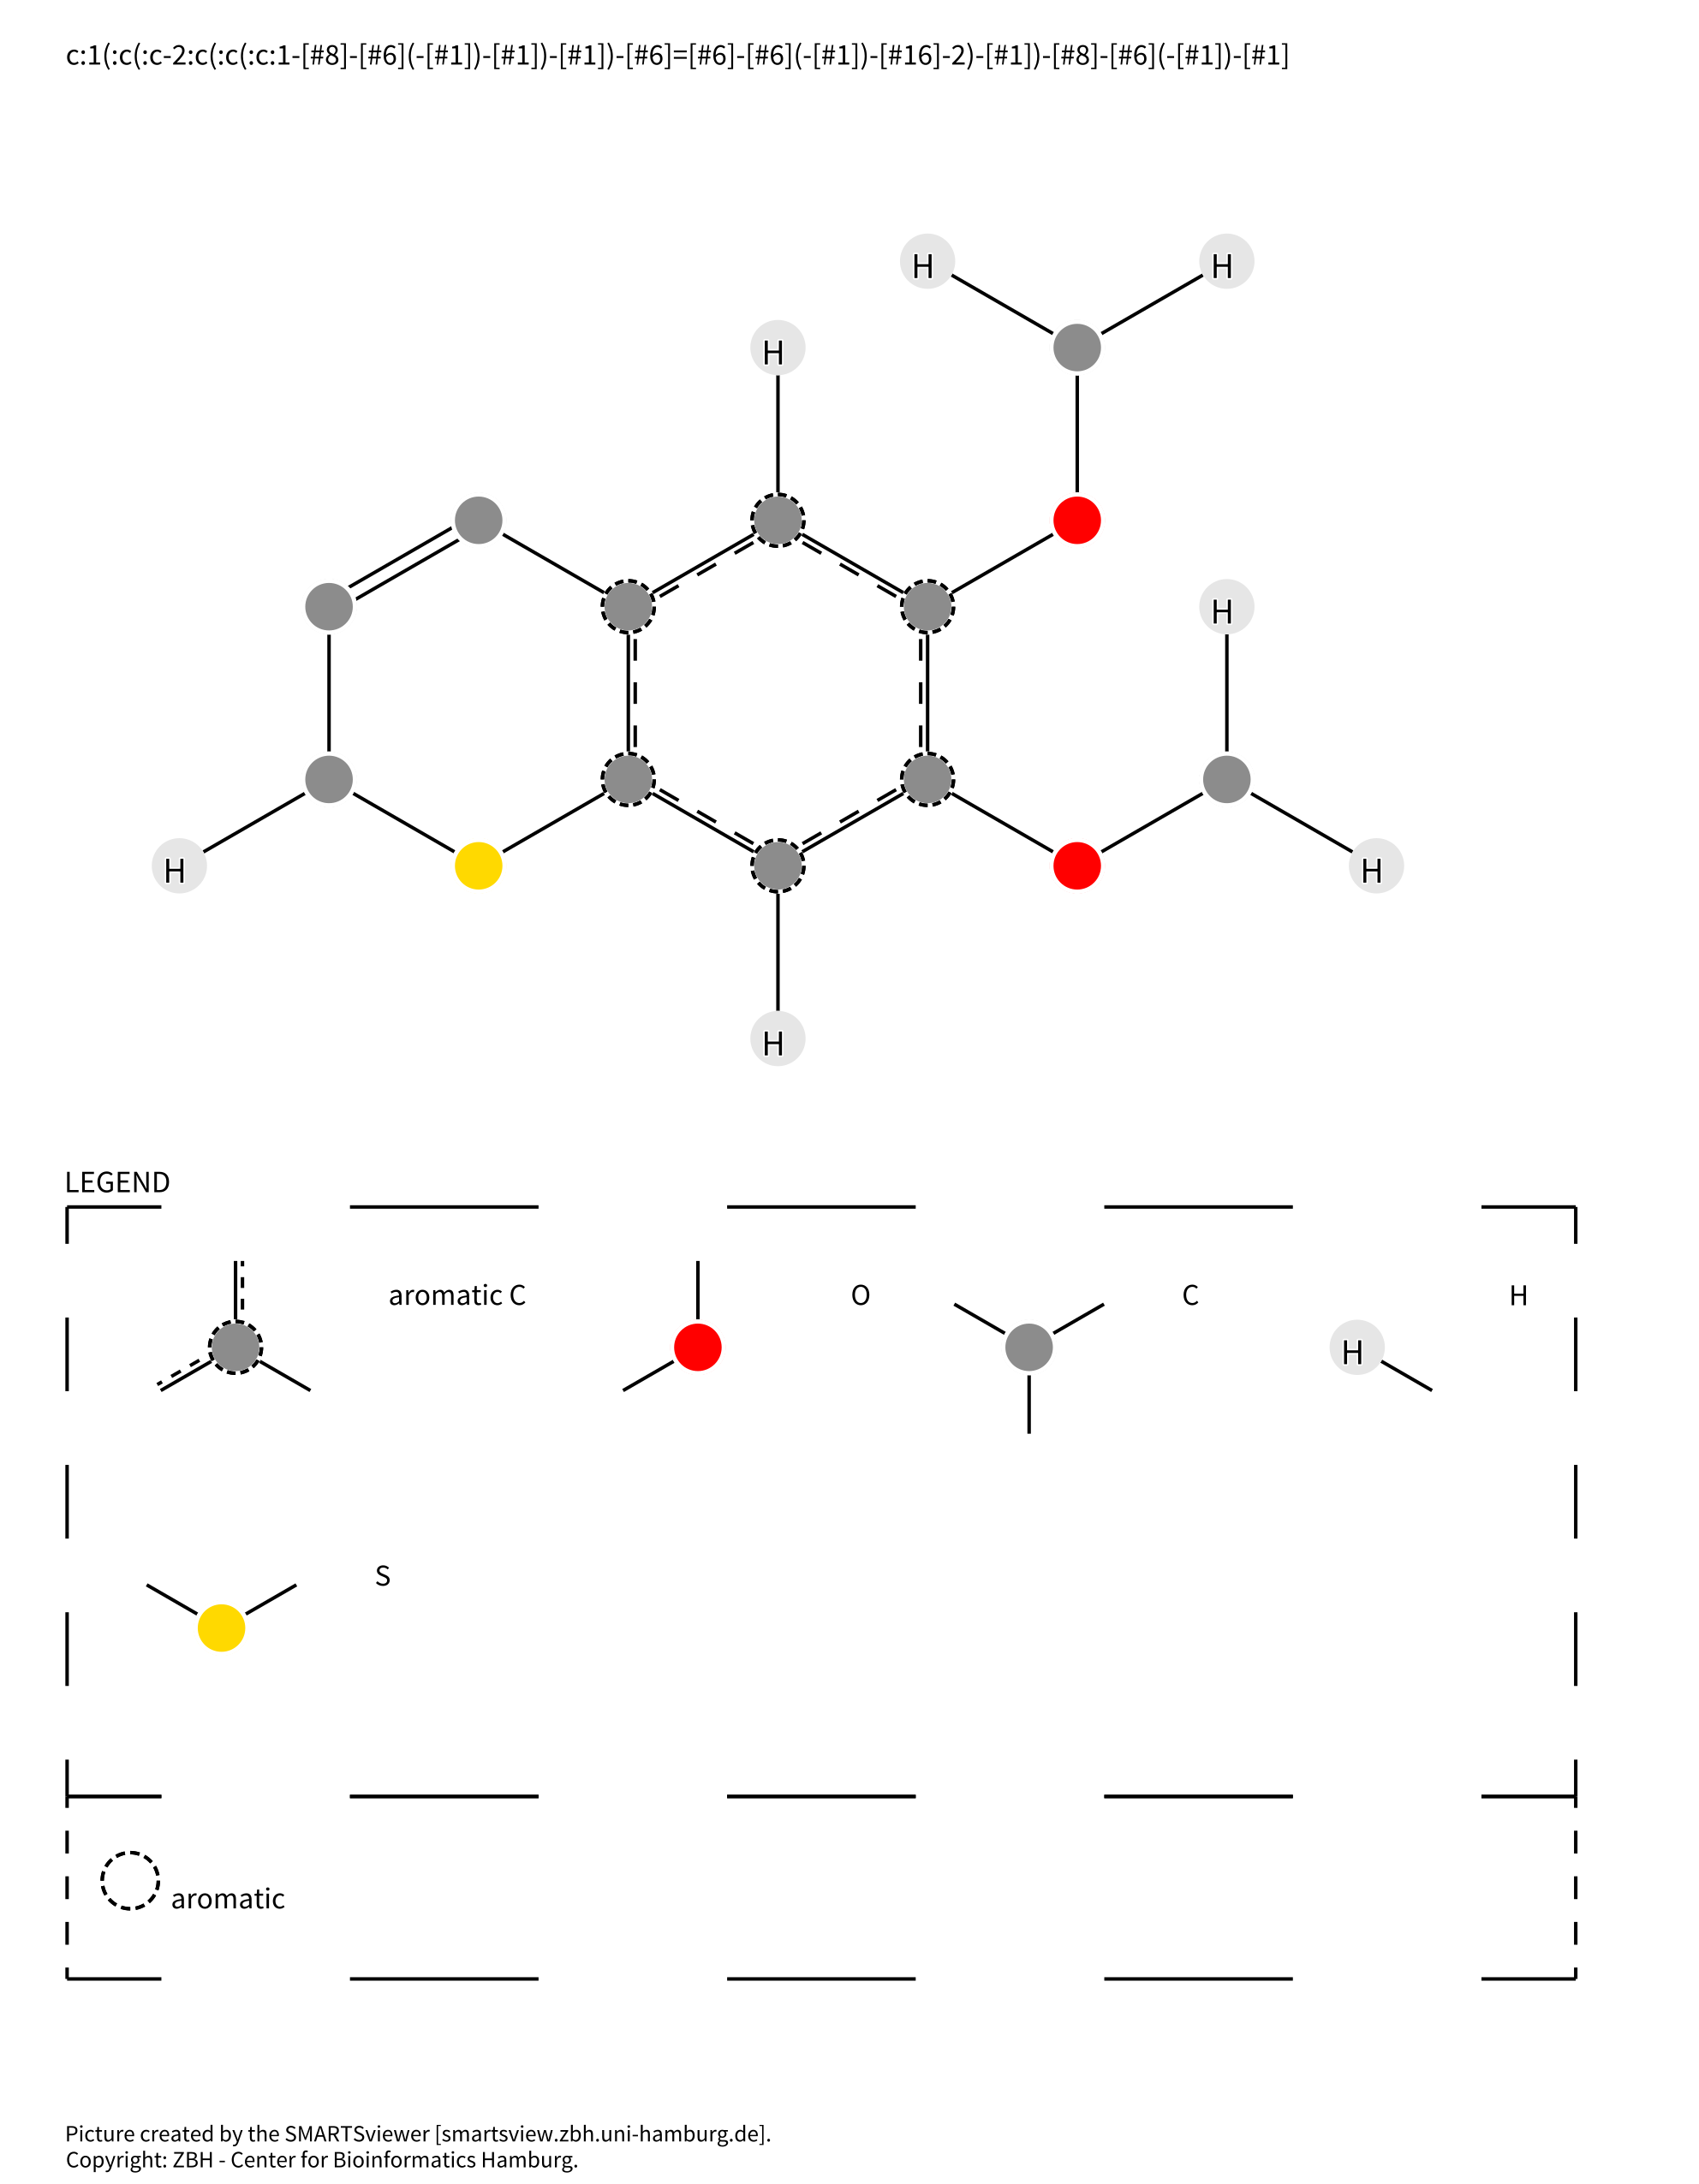 c:1(:c(:c-2:c(:c(:c:1-[#8]-[#6](-[#1])-[#1])-[#1])-[#6]=[#6]-[#6](-[#1])-[#16]-2)-[#1])-[#8]-[#6](-[#1])-[#1]
H H
H
H
H
H
H
LEGEND
aromatic C O C H
H
S
aromatic
Picture created by the SMARTSviewer [smartsview.zbh.uni-hamburg.de].
Copyright: ZBH - Center for Bioinformatics Hamburg.